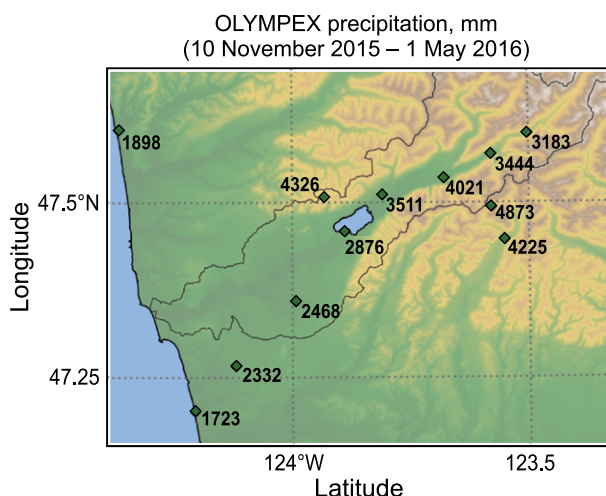 OLYMPEX precipitation, mm
(10 November 2015 – 1 May 2016)
1898
3183
3444
4021
4326
3511
47.5°N
4873
2876
4225
Longitude
2468
2332
47.25
1723
124°W
123.5
Latitude